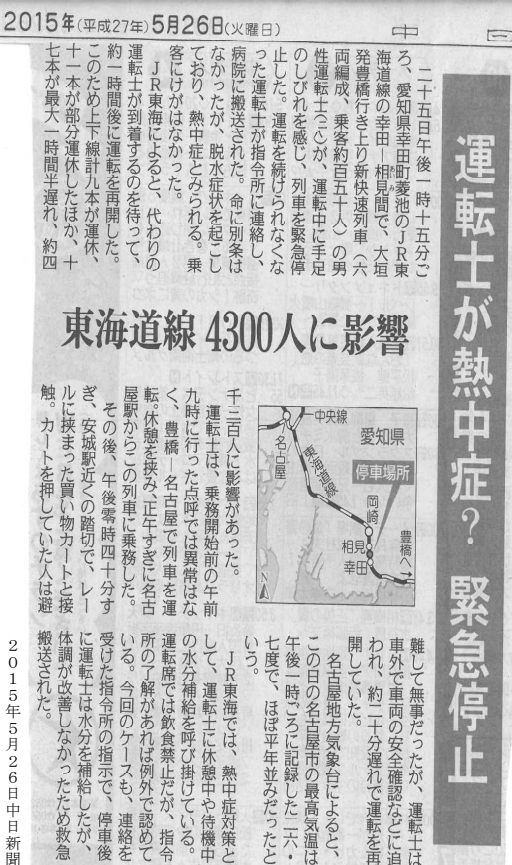 2015年(平成27年)5月26日(火曜日)
中日
運転士が熱中症？ 緊急停止
東海道線 4300人に影響
二十五日午後一時十五分ご
ろ、愛知県幸田町菱池のJR東
海道線の幸田―相見間で、大垣
発豊橋行き上り新快速列車（六
両編成、乗客約百五十人）の男
性運転士（二〇）が、運転中に手足
のしびれを感じ、列車を緊急停
止した。運転を続けられなくな
った運転士が指令所に連絡し、
病院に搬送された。命に別条は
なかったが、脱水症状を起こし
ており、熱中症とみられる。乗
客にけがはなかった。
JR東海によると、代わりの
運転士が到着するのを待って、
約一時間後に運転を再開した。
このため上下線計九本が運休、
十一本が部分運休したほか、十
七本が最大一時間半遅れ、約四
千三百人に影響があった。
運転士は、乗務開始前の午前
九時に行った点呼では異常はな
く、豊橋―名古屋で列車を運
転。休憩を挟み、正午すぎに名古
屋駅からこの列車に乗務した。
その後、午後零時四十分す
ぎ、安城駅近くの踏切で、レー
ルに挟まった買い物カートと接
触。カートを押していた人は避
難して無事だったが、運転士は
車外で車両の安全確認などに追
われ、約二十分遅れで運転を再
開していた。
名古屋地方気象台によると、
この日の名古屋市の最高気温は
午後一時ごろに記録した二六・
七度で、ほぼ平年並みだったと
いう。
JR東海では、熱中症対策と
して、運転士に休憩中や待機中
の水分補給を呼び掛けている。
運転席では飲食禁止だが、指令
所の了解があれば例外で認めて
いる。今回のケースも、連絡を
受けた指令所の指示で、停車後
に運転士は水分を補給したが、
体調が改善しなかったため救急
搬送された。
中央線
名古屋
東海道線
愛知県
停車場所
岡崎
相見
幸田
豊橋へ
N
2015年5月26日中日新聞